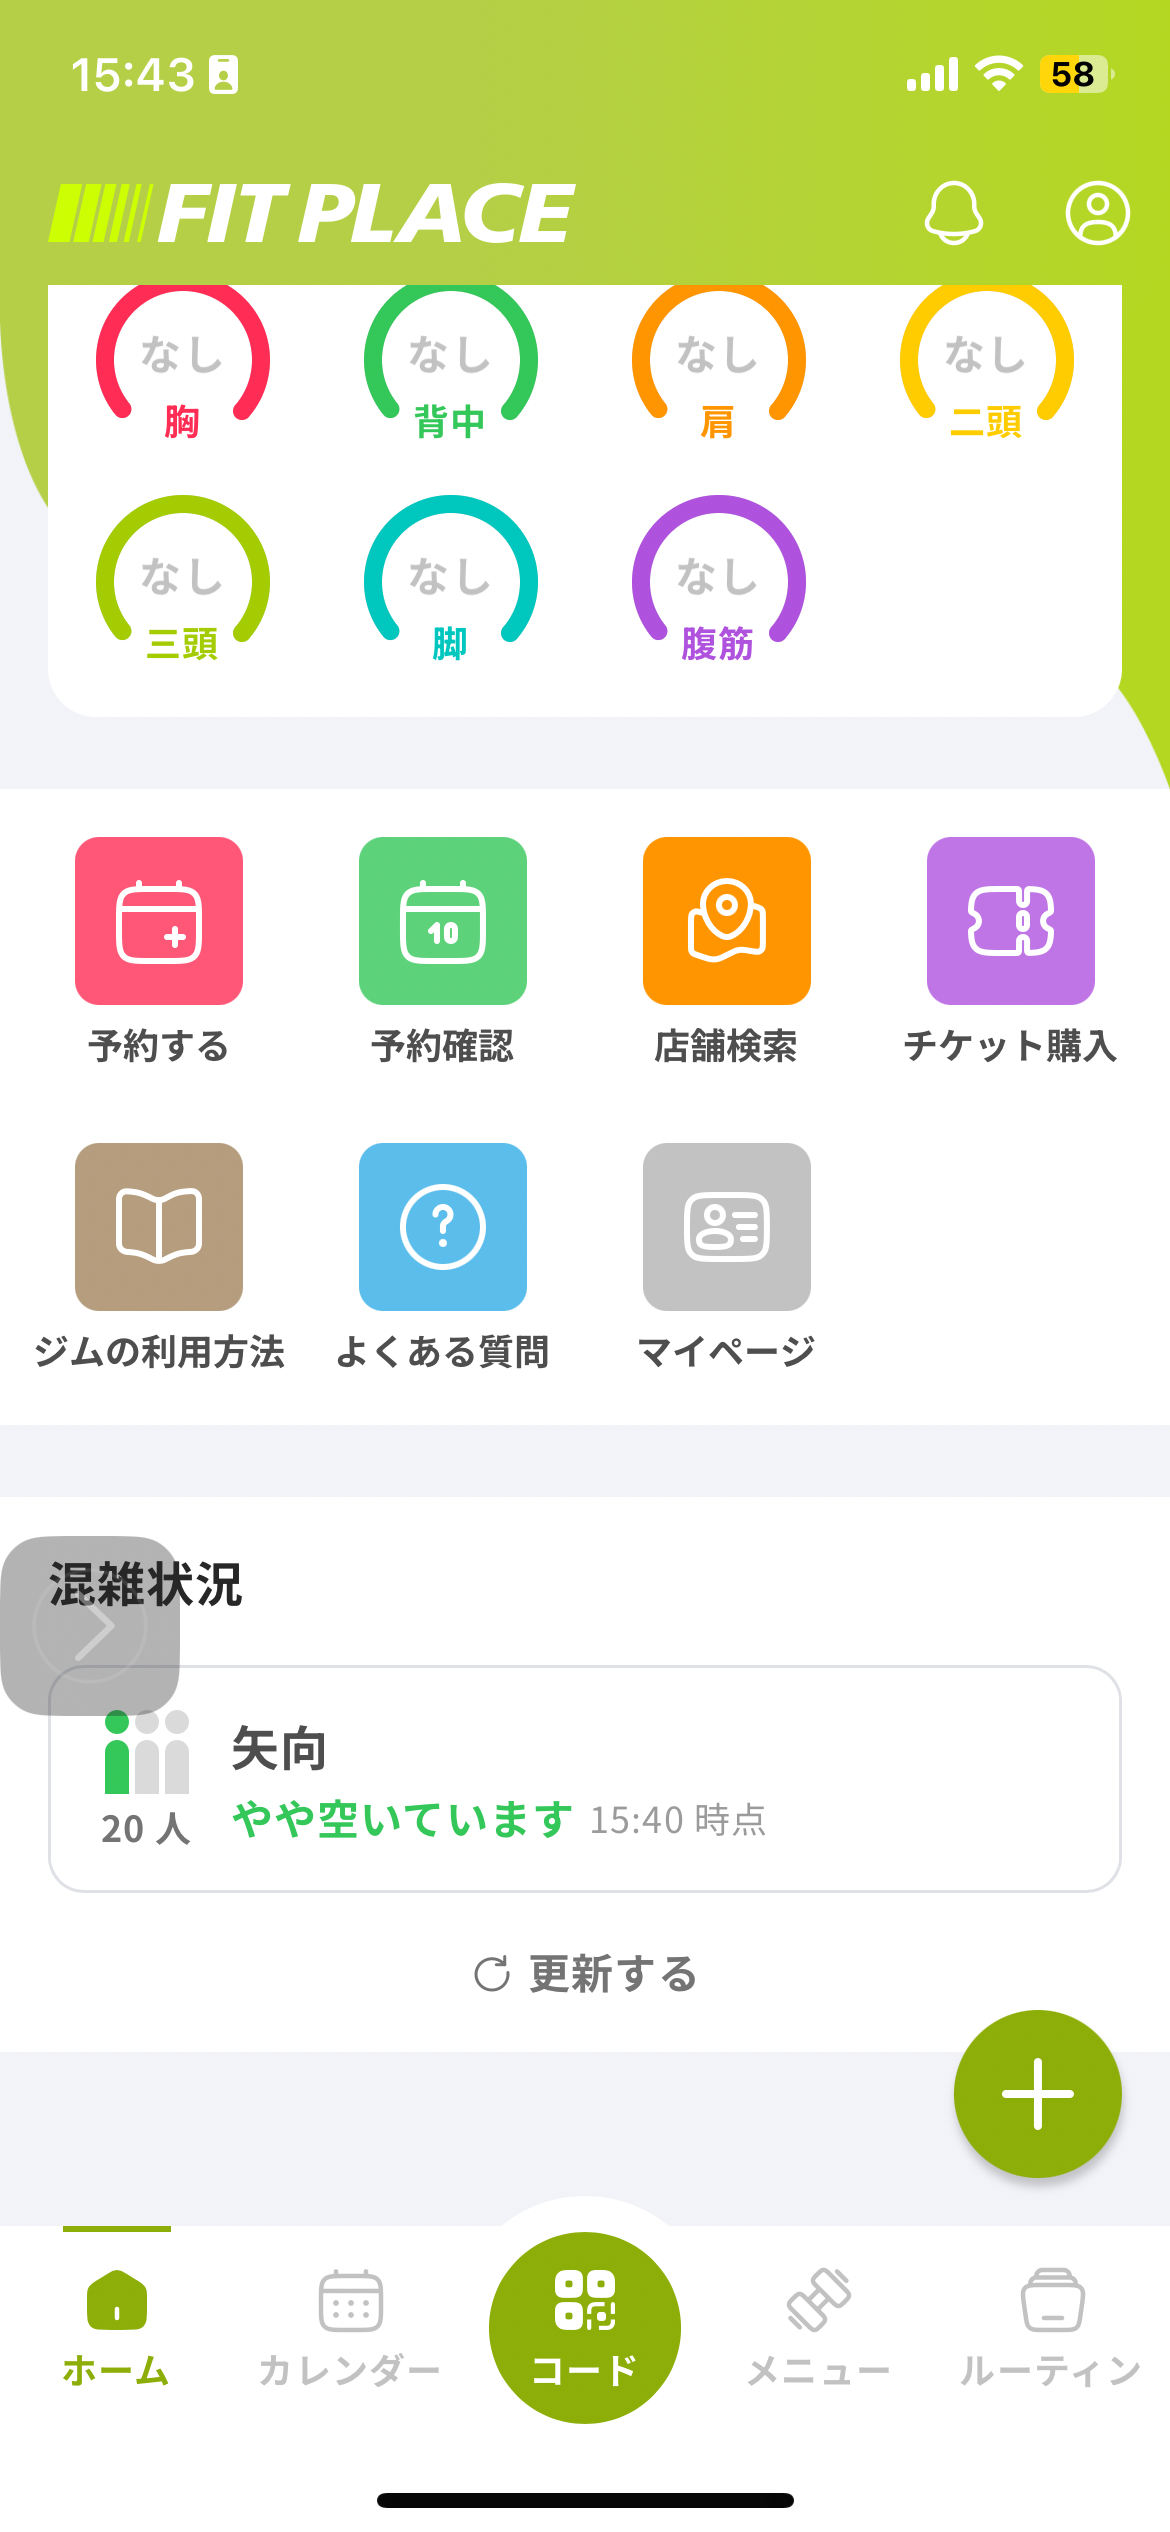 15:43
58
FIT PLACE
なし なし なし なし
胸 背中 肩 二頭
なし なし なし
三頭 脚 腹筋
10
予約する 予約確認 店舗検索 チケット購入
?
ジムの利用方法 よくある質問 マイページ
混雑状況
矢向
20 人 やや空いています 15:40 時点
更新する
ホーム カレンダー コード メニュー ルーティン